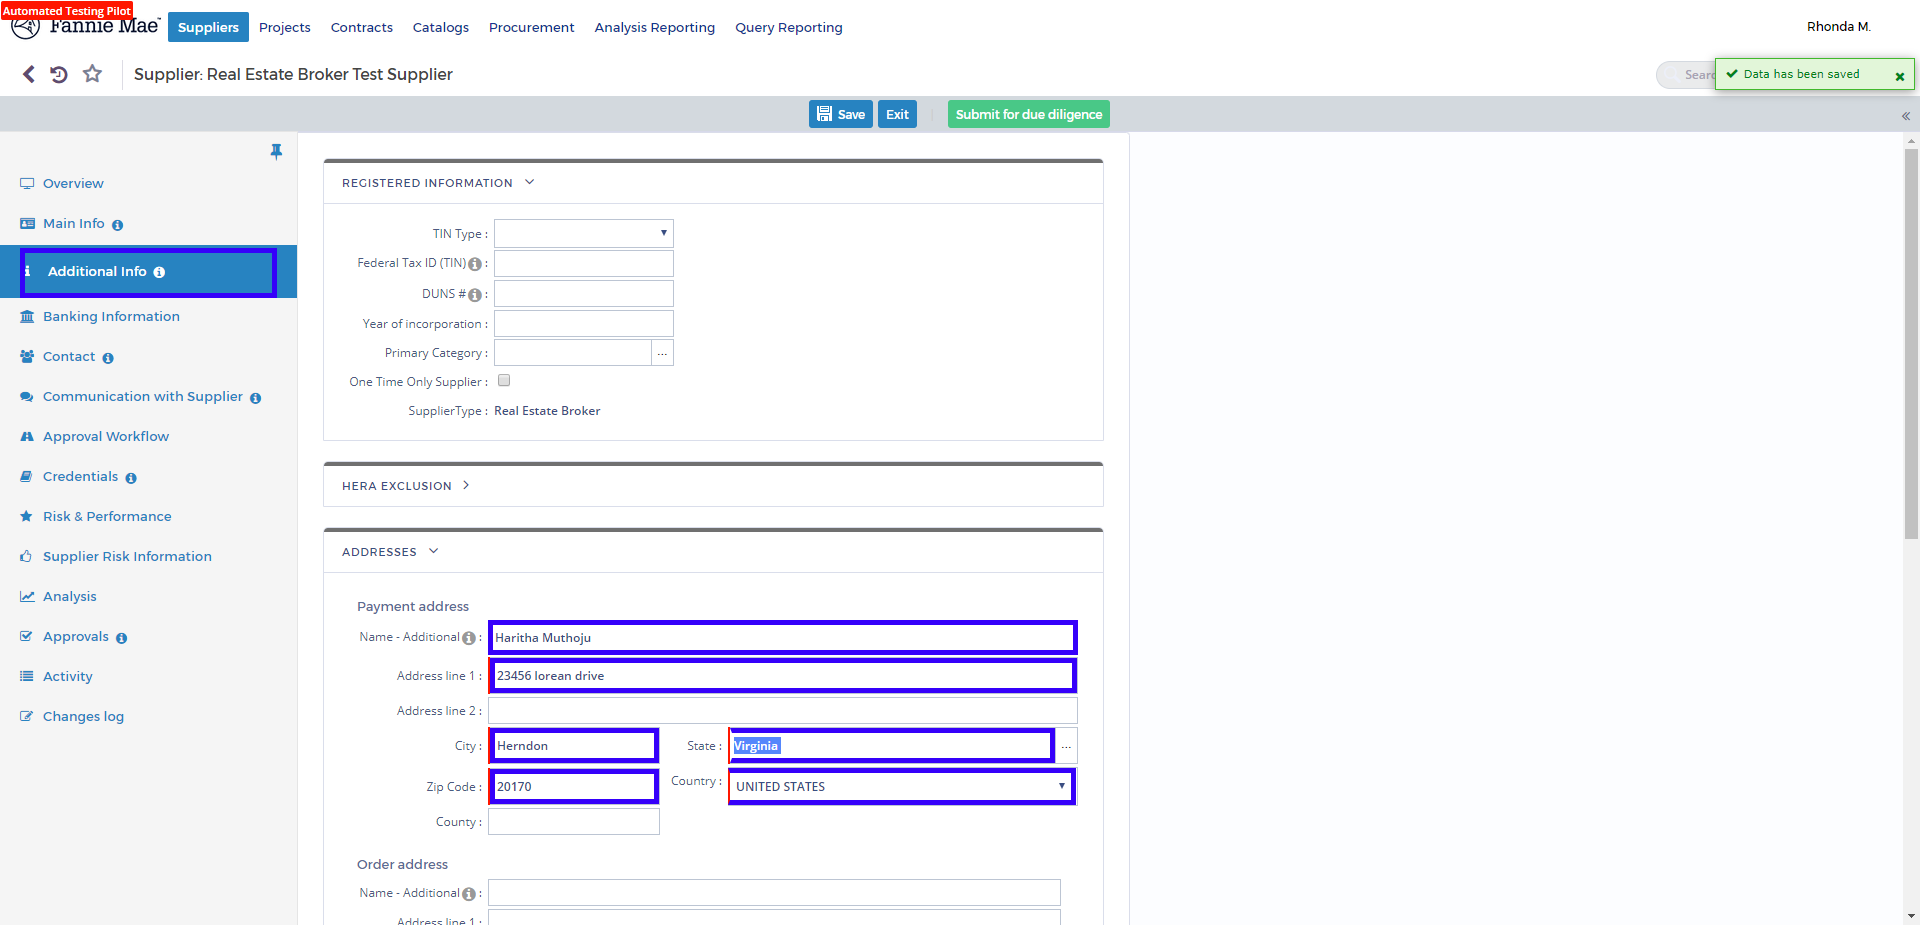 Automated Testing Pilot
Fannie Mae
Suppliers Projects Contracts Catalogs Procurement Analysis Reporting Query Reporting
Rhonda M.
Supplier: Real Estate Broker Test Supplier
Data has been saved
Save Exit Submit for due diligence
Overview
Main Info
Additional Info
Banking Information
Contact
Communication with Supplier
Approval Workflow
Credentials
Risk & Performance
Supplier Risk Information
Analysis
Approvals
Activity
Changes log
REGISTERED INFORMATION
TIN Type :
Federal Tax ID (TIN) :
DUNS # :
Year of incorporation :
Primary Category : ...
One Time Only Supplier :
SupplierType : Real Estate Broker
HERA EXCLUSION
ADDRESSES
Payment address
Name - Additional : Haritha Muthoju
Address line 1 : 23456 lorean drive
Address line 2 :
City : Herndon State : Virginia ...
Zip Code : 20170 Country : UNITED STATES
County :
Order address
Name - Additional :
Address line 1 :